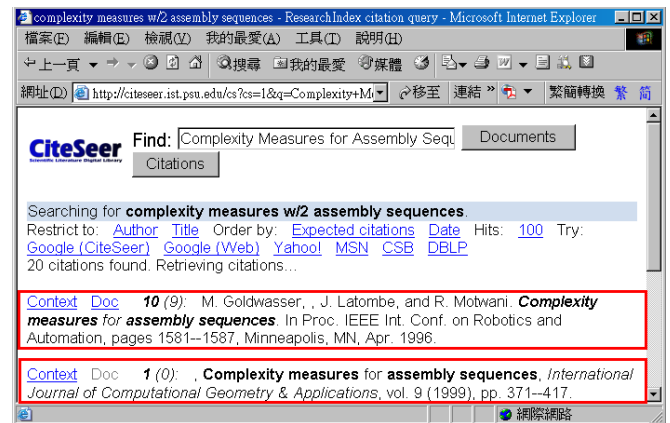 complexity measures w/2 assembly sequences - ResearchIndex citation query - Microsoft Internet Explorer
檔案(F) 編輯(E) 檢視(V) 我的最愛(A) 工具(T) 說明(H)
上一頁 搜尋 我的最愛 媒體
網址(D) http://citeseer.ist.psu.edu/cs?cs=1&q=Complexity+M 移至 連結 » 繁簡轉換 繁 简
CiteSeer Find: Complexity Measures for Assembly Sequ Documents
Scientific Literature Digital Library Citations
Searching for complexity measures w/2 assembly sequences.
Restrict to: Author Title Order by: Expected citations Date Hits: 100 Try:
Google (CiteSeer) Google (Web) Yahoo! MSN CSB DBLP
20 citations found. Retrieving citations...
Context Doc 10 (9): M. Goldwasser, , J. Latombe, and R. Motwani. Complexity
measures for assembly sequences. In Proc. IEEE Int. Conf. on Robotics and
Automation, pages 1581--1587, Minneapolis, MN, Apr. 1996.
Context Doc 1 (0): , Complexity measures for assembly sequences, International
Journal of Computational Geometry & Applications, vol. 9 (1999), pp. 371--417.
網際網路